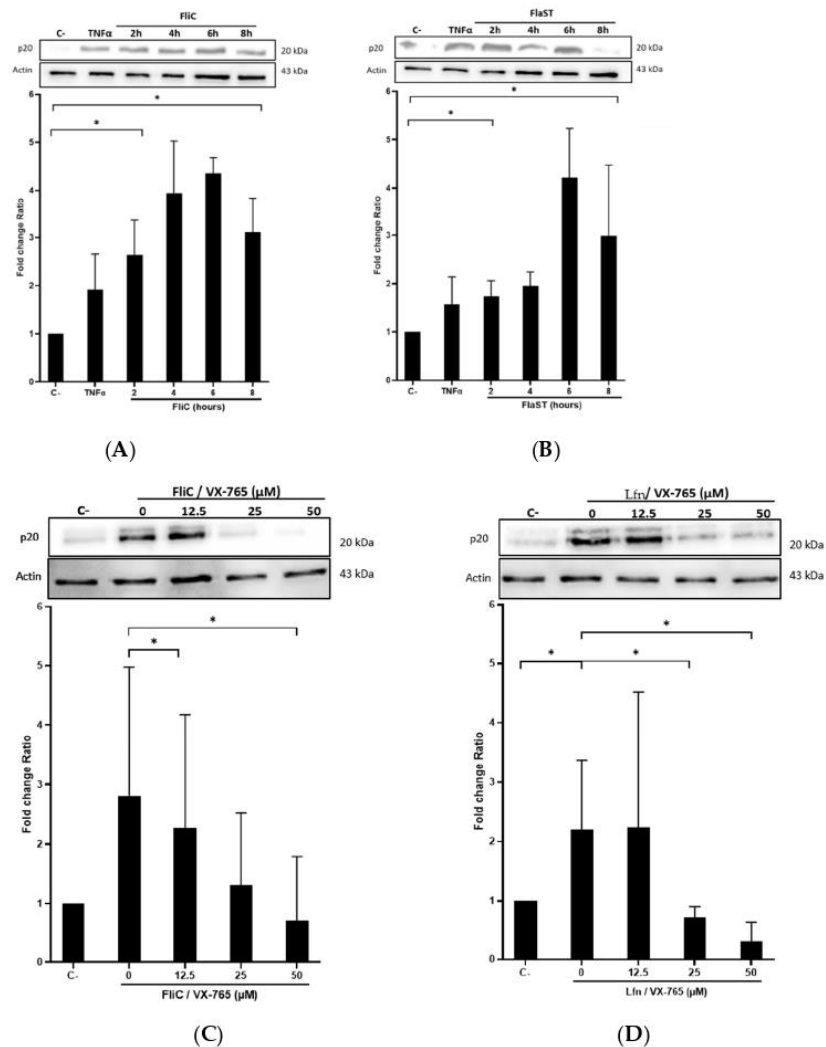 FliC
C- TNFα 2h 4h 6h 8h
p20 20 kDa
Actin 43 kDa
*
*
Fold change Ratio
6
5
4
3
2
1
0
C- TNFα 2 4 6 8
FliC (hours)
(A)
FlaST
C- TNFα 2h 4h 6h 8h
p20 20 kDa
Actin 43 kDa
*
*
Fold change Ratio
6
5
4
3
2
1
0
C- TNFα 2 4 6 8
FlaST (hours)
(B)
FliC / VX-765 (µM)
C- 0 12.5 25 50
p20 20 kDa
Actin 43 kDa
*
*
Fold change Ratio
6
5
4
3
2
1
0
C- 0 12.5 25 50
FliC / VX-765 (µM)
(C)
Lfn/ VX-765 (µM)
C- 0 12.5 25 50
p20 20 kDa
Actin 43 kDa
*
* *
Fold change Ratio
6
5
4
3
2
1
0
C- 0 12.5 25 50
Lfn / VX-765 (µM)
(D)